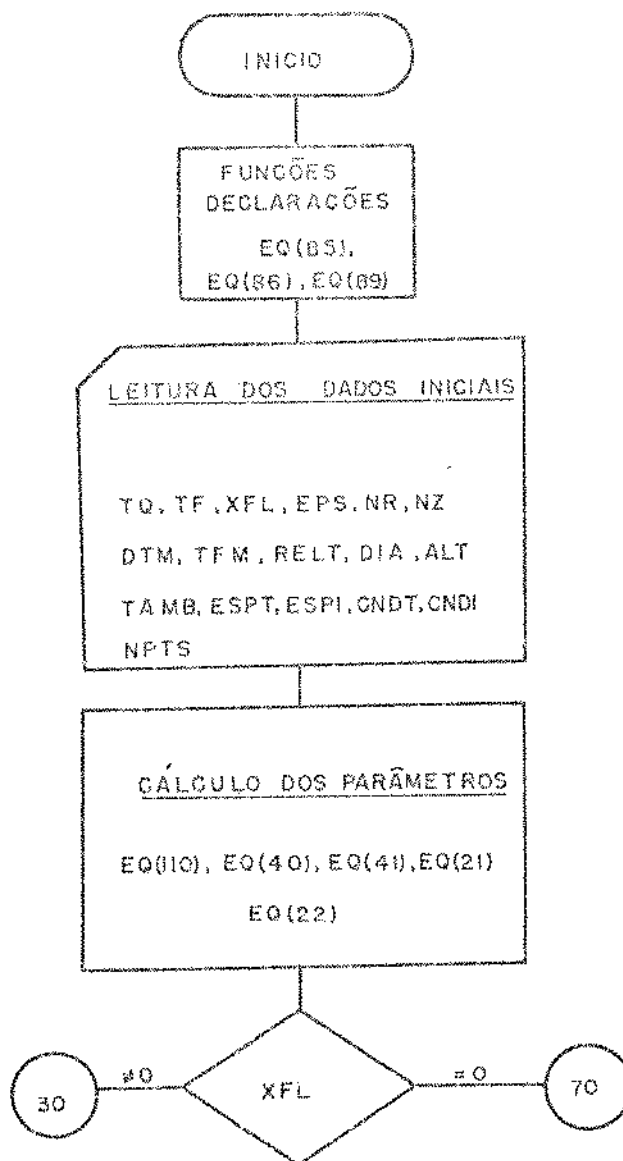 INICIO
FUNCÕES
DECLARACÕES
EQ(85),
EQ(86), EQ(89)
LEITURA DOS DADOS INICIAIS
TQ, TF, XFL, EPS, NR, NZ
DTM, TFM, RELT, DIA, ALT
TAMB, ESPT, ESPI, CNDT, CNDI
NPTS
CÁLCULO DOS PARÂMETROS
EQ(110), EQ(40), EQ(41), EQ(21)
EQ(22)
30 ≠0 XFL =0 70